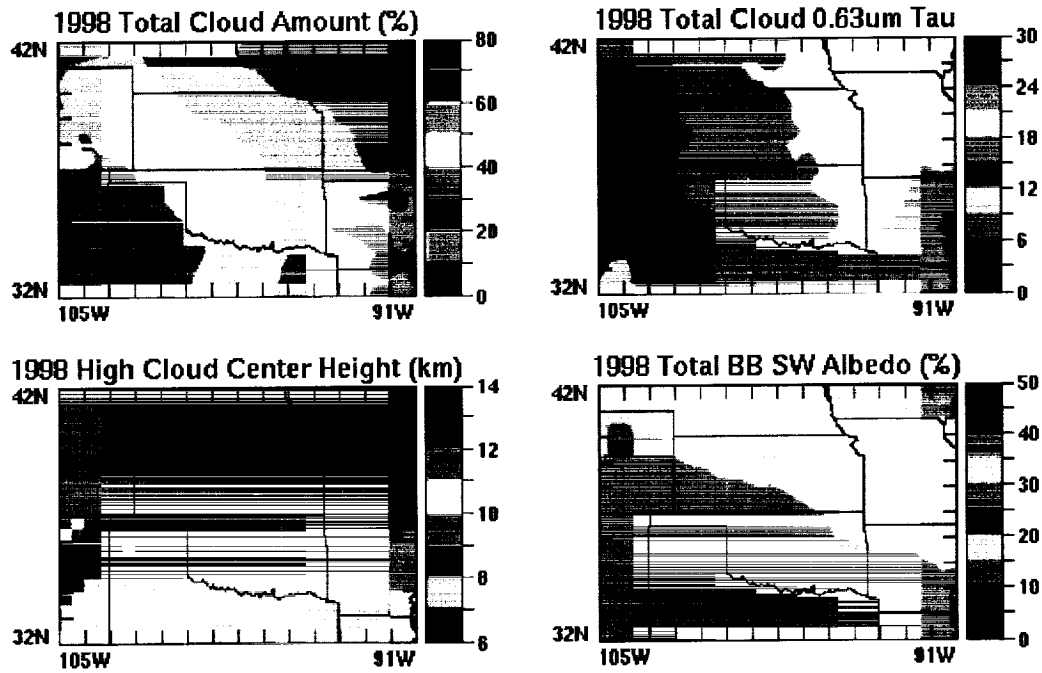 1998 Total Cloud Amount (%)
42N
32N
105W
91W
80
60
40
20
0
1998 Total Cloud 0.63um Tau
42N
32N
105W
91W
30
24
18
12
6
0
1998 High Cloud Center Height (km)
42N
32N
105W
91W
14
12
10
8
6
1998 Total BB SW Albedo (%)
42N
32N
105W
91W
50
40
30
20
10
0